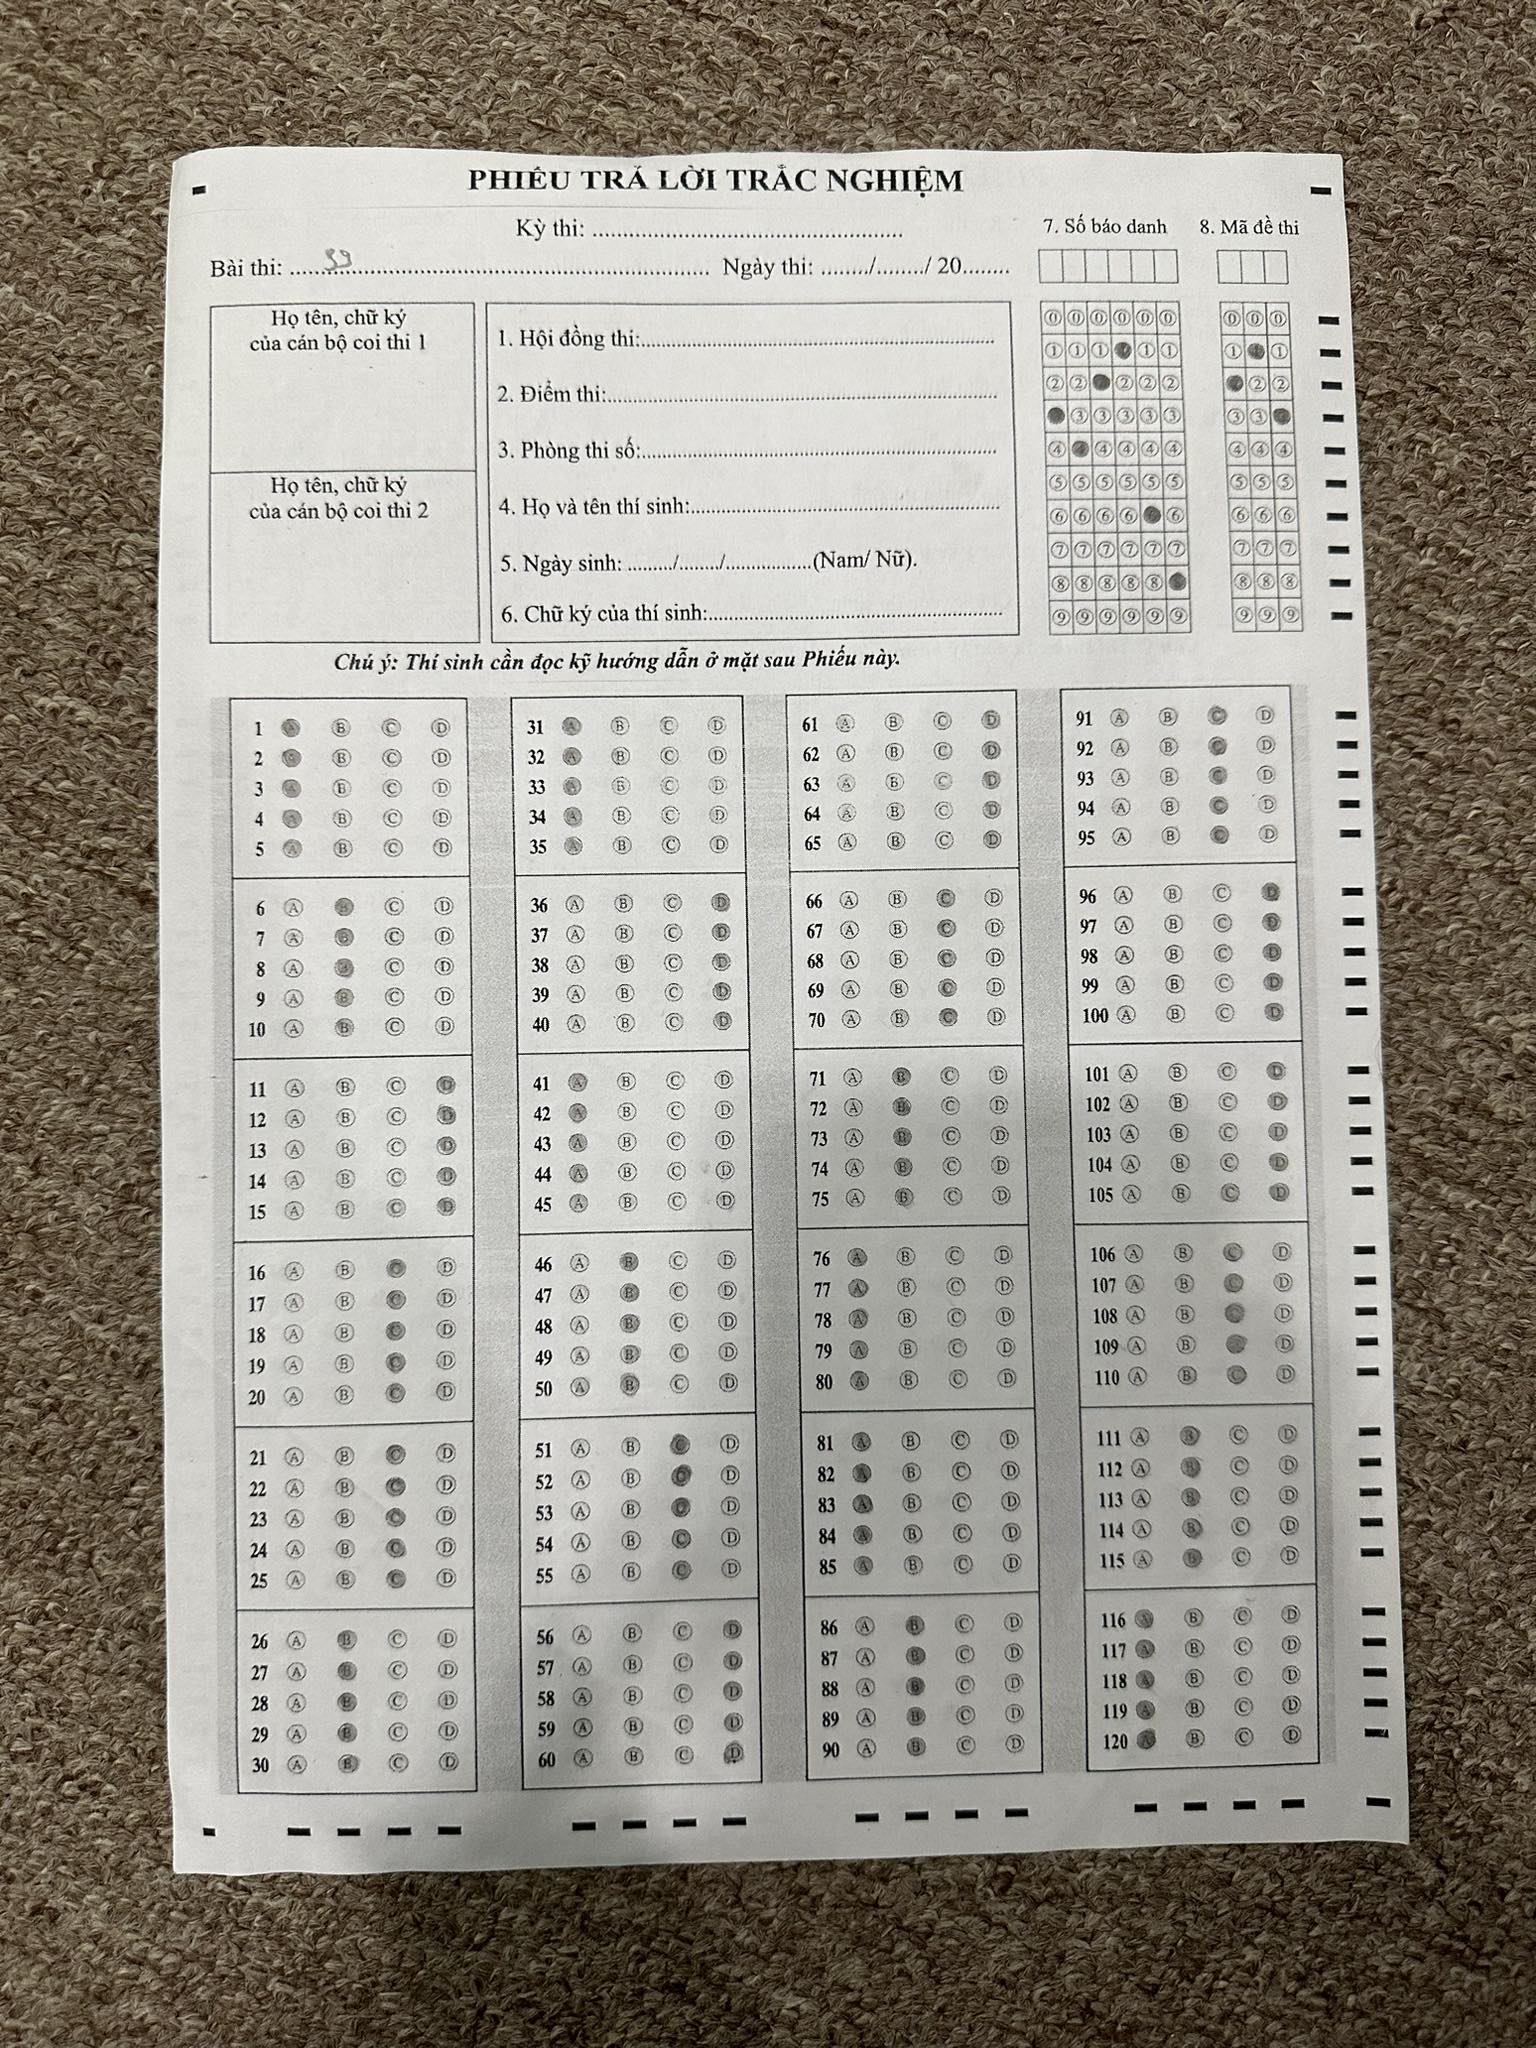 PHIẾU TRẢ LỜI TRẮC NGHIỆM
Kỳ thi: ....................................................
Bài thi: ......39...................................................................... Ngày thi: ......../......../ 20........
7. Số báo danh
8. Mã đề thi
Họ tên, chữ ký
của cán bộ coi thi 1
Họ tên, chữ ký
của cán bộ coi thi 2
1. Hội đồng thi:............................................................
2. Điểm thi:..................................................................
3. Phòng thi số:............................................................
4. Họ và tên thí sinh:....................................................
5. Ngày sinh: ........./......../.................(Nam/ Nữ).
6. Chữ ký của thí sinh:..................................................
0 0 0 0 0 0
1 1 1 1 1
2 2 2 2 2
3 3 3 3 3
4 4 4 4 4
5 5 5 5 5 5
6 6 6 6 6 6
7 7 7 7 7 7
8 8 8 8 8
9 9 9 9 9 9
0 0 0
1 1
2 2
3 3
4 4 4
5 5 5
6 6 6
7 7 7
8 8 8
9 9 9
Chú ý: Thí sinh cần đọc kỹ hướng dẫn ở mặt sau Phiếu này.
1 A B C D
2 A B C D
3 A B C D
4 A B C D
5 A B C D
6 A B C D
7 A B C D
8 A B C D
9 A B C D
10 A B C D
11 A B C D
12 A B C D
13 A B C D
14 A B C D
15 A B C D
16 A B C D
17 A B C D
18 A B C D
19 A B C D
20 A B C D
21 A B C D
22 A B C D
23 A B C D
24 A B C D
25 A B C D
26 A B C D
27 A B C D
28 A B C D
29 A B C D
30 A B C D
31 A B C D
32 A B C D
33 A B C D
34 A B C D
35 A B C D
36 A B C D
37 A B C D
38 A B C D
39 A B C D
40 A B C D
41 A B C D
42 A B C D
43 A B C D
44 A B C D
45 A B C D
46 A B C D
47 A B C D
48 A B C D
49 A B C D
50 A B C D
51 A B C D
52 A B C D
53 A B C D
54 A B C D
55 A B C D
56 A B C D
57 A B C D
58 A B C D
59 A B C D
60 A B C D
61 A B C D
62 A B C D
63 A B C D
64 A B C D
65 A B C D
66 A B C D
67 A B C D
68 A B C D
69 A B C D
70 A B C D
71 A B C D
72 A B C D
73 A B C D
74 A B C D
75 A B C D
76 A B C D
77 A B C D
78 A B C D
79 A B C D
80 A B C D
81 A B C D
82 A B C D
83 A B C D
84 A B C D
85 A B C D
86 A B C D
87 A B C D
88 A B C D
89 A B C D
90 A B C D
91 A B C D
92 A B C D
93 A B C D
94 A B C D
95 A B C D
96 A B C D
97 A B C D
98 A B C D
99 A B C D
100 A B C D
101 A B C D
102 A B C D
103 A B C D
104 A B C D
105 A B C D
106 A B C D
107 A B C D
108 A B D
109 A B D
110 A B C D
111 A B C D
112 A B C D
113 A B C D
114 A B C D
115 A B C D
116 A B C D
117 A B C D
118 A B C D
119 A B C D
120 A B C D